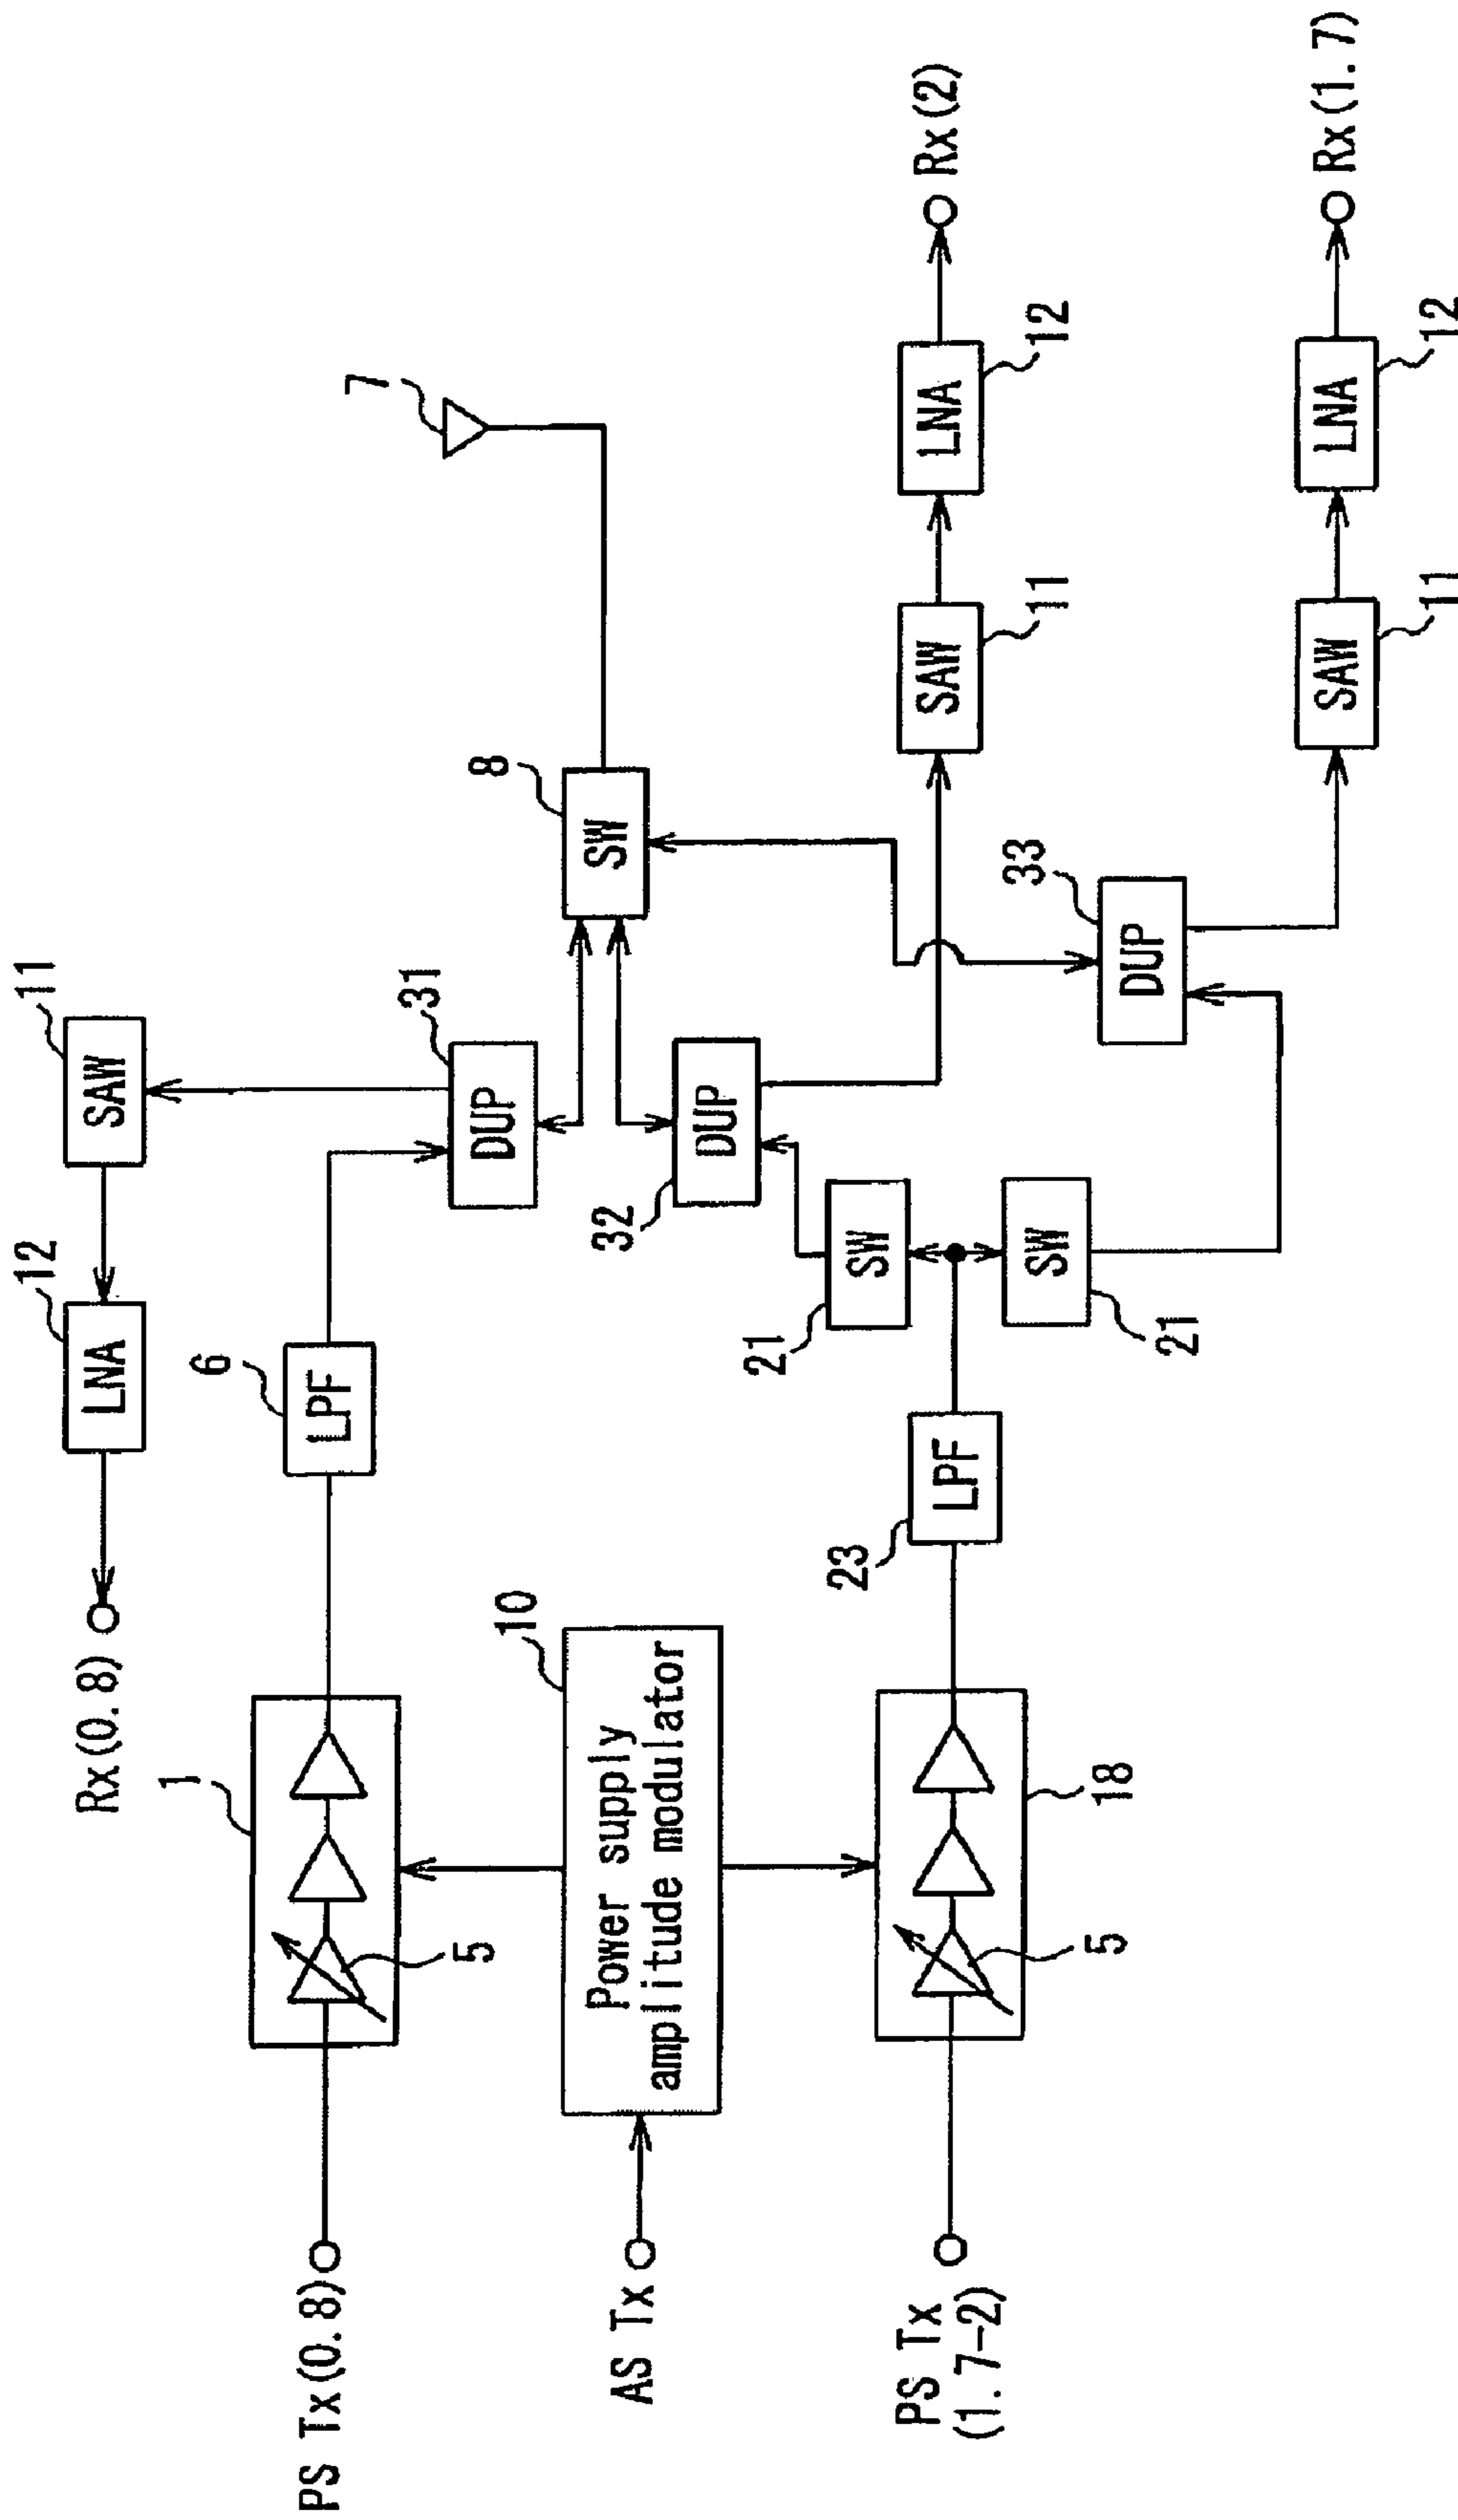 Rx(0.8)
12
LNA
11
SAW
PS Tx(0.8)
1
5
6
LPF
31
DUP
7
AS Tx
10
Power supply
amplitude modulator
8
SW
32
DUP
PS Tx
(1.7-2)
18
5
23
LPF
21
SW
SW
21
11
SAW
12
LNA
Rx(2)
33
DUP
11
SAW
12
LNA
Rx(1.7)